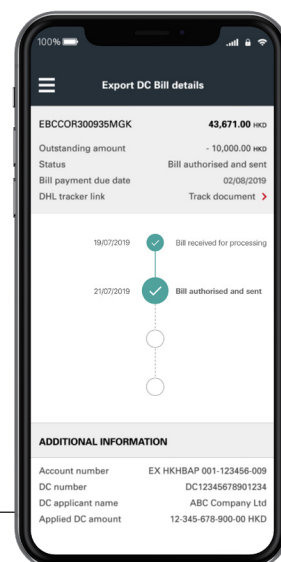 100%
Export DC Bill details
EBCCOR300935MGK 43,671.00 HKD
Outstanding amount - 10,000.00 HKD
Status Bill authorised and sent
Bill payment due date 02/08/2019
DHL tracker link Track document >
19/07/2019 Bill received for processing
21/07/2019 Bill authorised and sent
ADDITIONAL INFORMATION
Account number EX HKHBAP 001-123456-009
DC number DC12345678901234
DC applicant name ABC Company Ltd
Applied DC amount 12-345-678-900-00 HKD